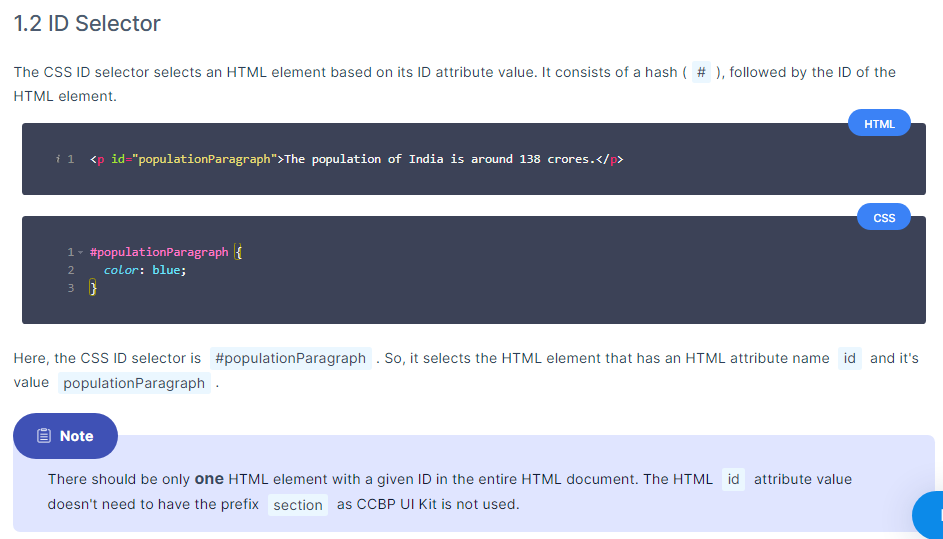 1.2 ID Selector
The CSS ID selector selects an HTML element based on its ID attribute value. It consists of a hash ( # ), followed by the ID of the
HTML element.
HTML
i 1 <p id="populationParagraph">The population of India is around 138 crores.</p>
CSS
1 #populationParagraph {
2 color: blue;
3 }
Here, the CSS ID selector is #populationParagraph . So, it selects the HTML element that has an HTML attribute name id and it's
value populationParagraph .
Note
There should be only one HTML element with a given ID in the entire HTML document. The HTML id attribute value
doesn't need to have the prefix section as CCBP UI Kit is not used.